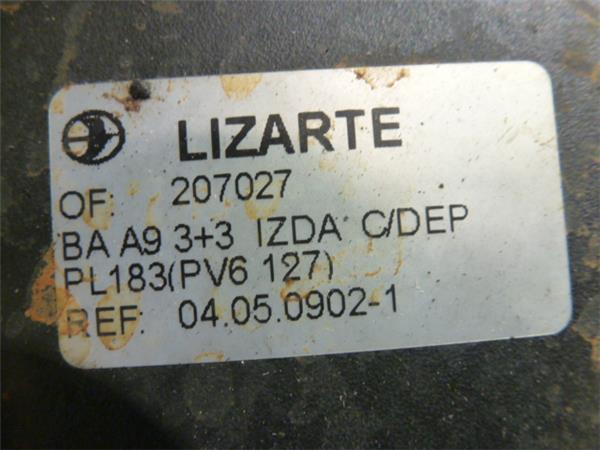 LIZARTE
OF: 207027
BA A9 3+3 IZDA C/DEP
PL183(PV6 127)
REF: 04.05.0902-1